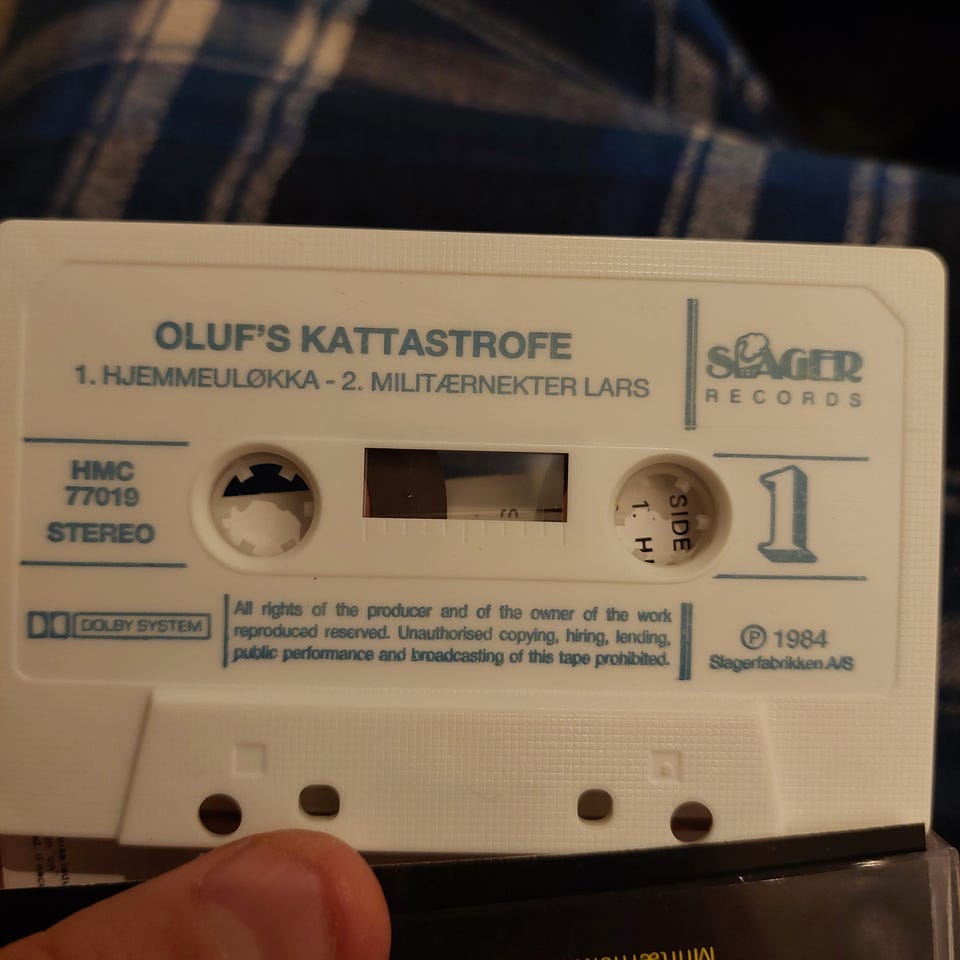 OLUF'S KATTASTROFE
1. HJEMMEULØKKA - 2. MILITÆRNEKTER LARS
SLAGER
RECORDS
HMC
77019
STEREO
1
SIDE
1. H
DOLBY SYSTEM
All rights of the producer and of the owner of the work
reproduced reserved. Unauthorised copying, hiring, lending,
public performance and broadcasting of this tape prohibited.
Ⓟ 1984
Slagerfabrikken A/S